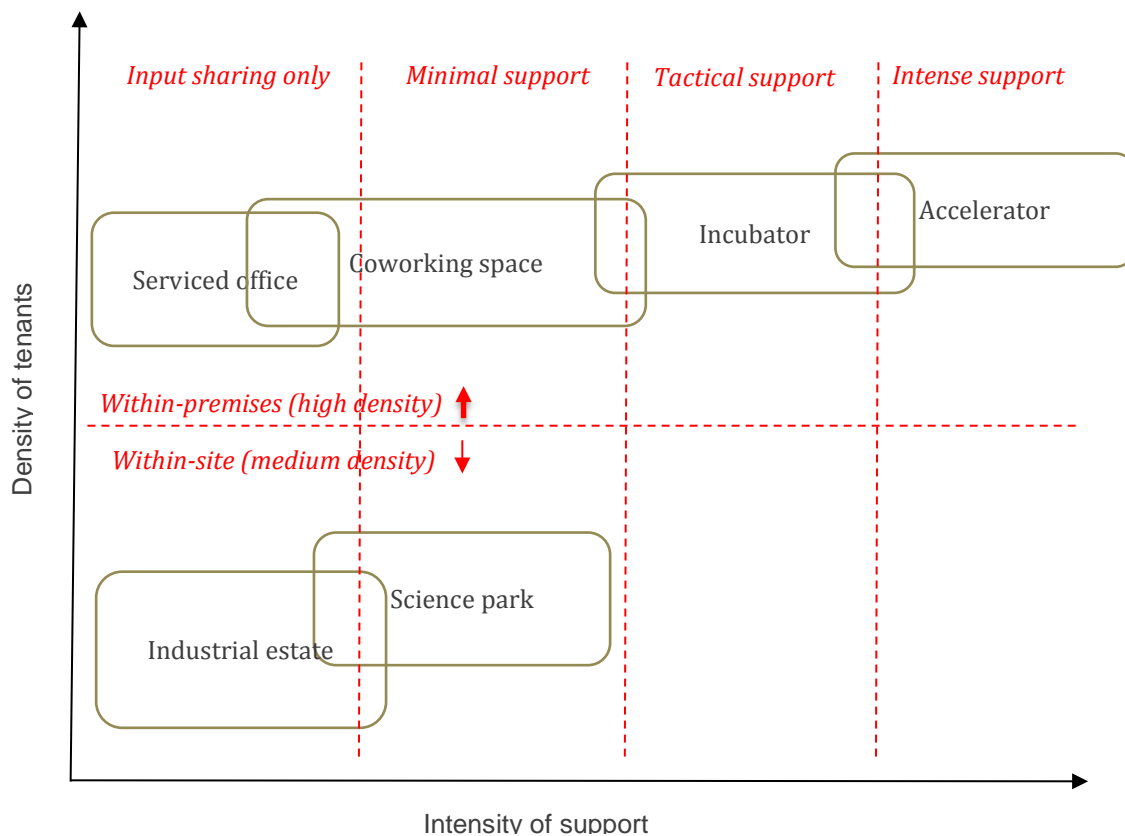 Input sharing only
Minimal support
Tactical support
Intense support
Accelerator
Incubator
Coworking space
Serviced office
Density of tenants
Within-premises (high density)
Within-site (medium density)
Science park
Industrial estate
Intensity of support